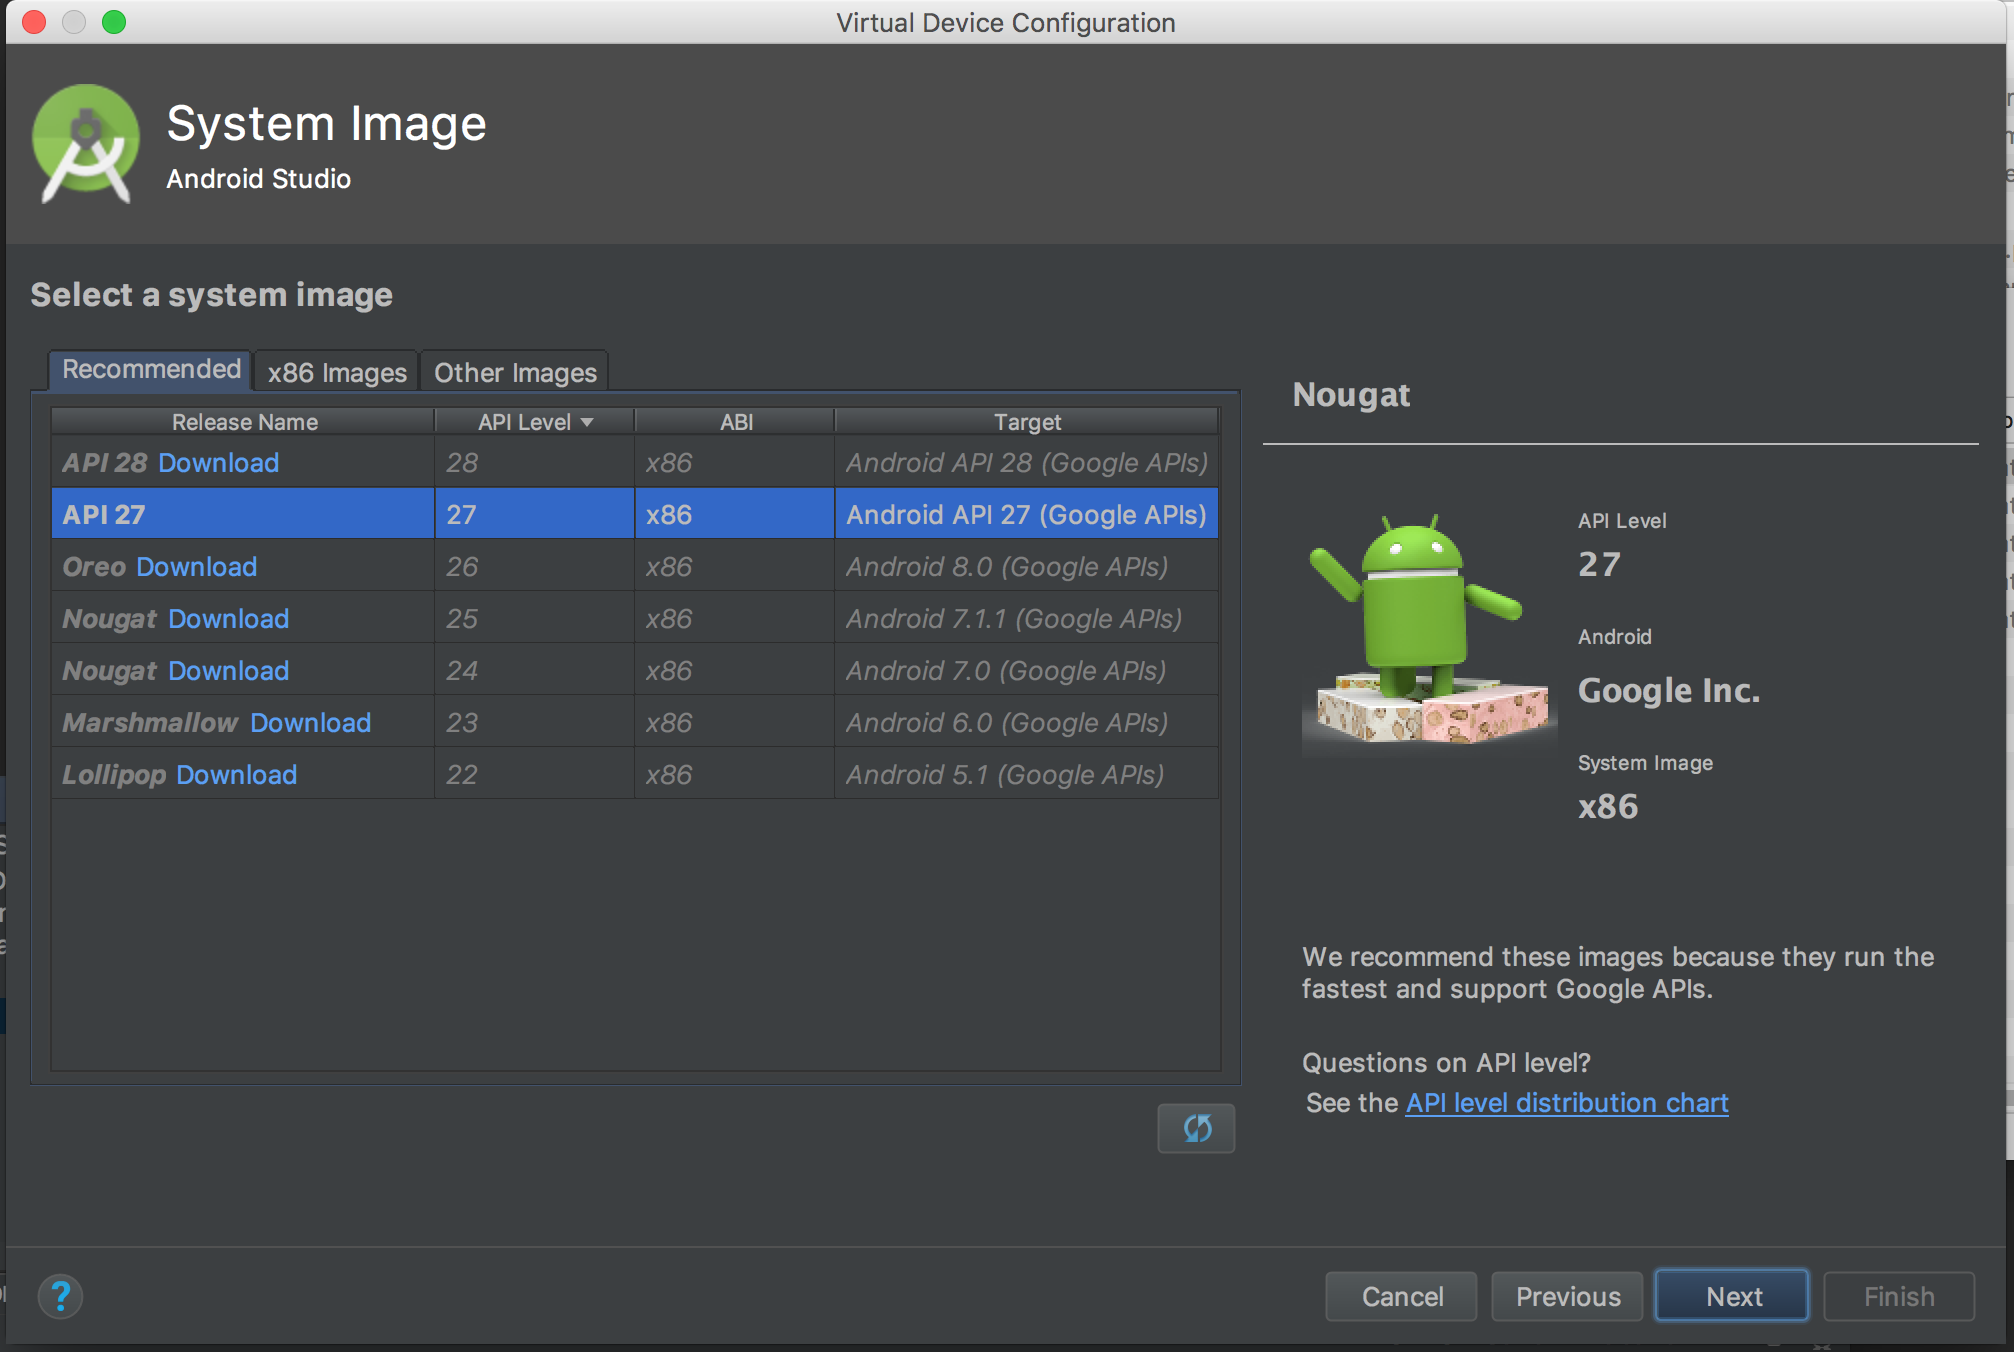 Virtual Device Configuration
System Image
Android Studio
Select a system image
Recommended x86 Images Other Images
Release Name API Level ABI Target
API 28 Download 28 x86 Android API 28 (Google APIs)
API 27 27 x86 Android API 27 (Google APIs)
Oreo Download 26 x86 Android 8.0 (Google APIs)
Nougat Download 25 x86 Android 7.1.1 (Google APIs)
Nougat Download 24 x86 Android 7.0 (Google APIs)
Marshmallow Download 23 x86 Android 6.0 (Google APIs)
Lollipop Download 22 x86 Android 5.1 (Google APIs)
Nougat
API Level
27
Android
Google Inc.
System Image
x86
We recommend these images because they run the
fastest and support Google APIs.
Questions on API level?
See the API level distribution chart
? Cancel Previous Next Finish